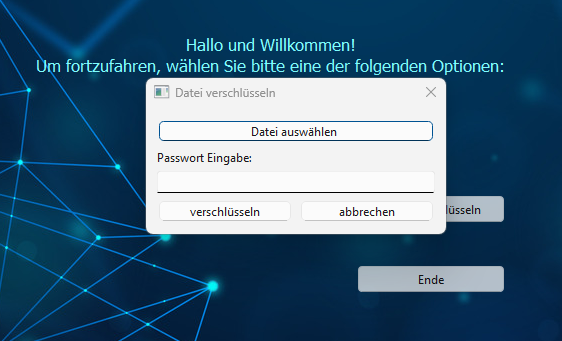 Hallo und Willkommen!
Um fortzufahren, wählen Sie bitte eine der folgenden Optionen:
Datei verschlüsseln
Datei auswählen
Passwort Eingabe:
verschlüsseln
abbrechen
Ende